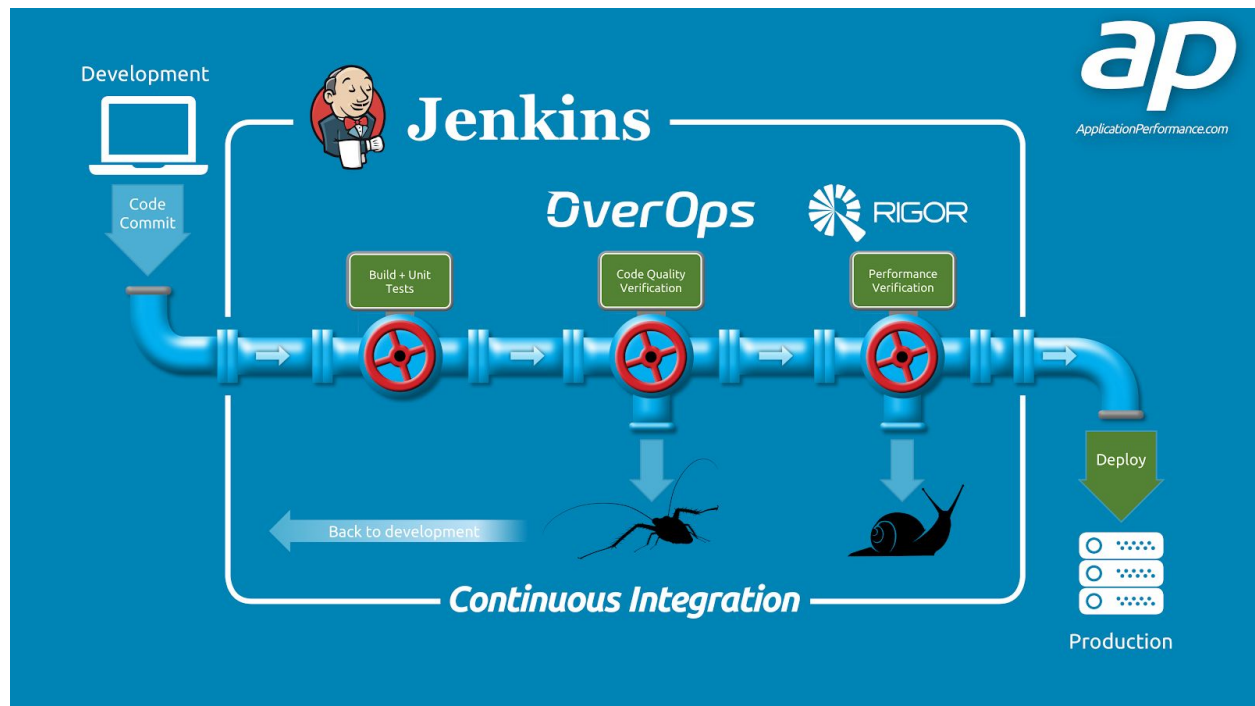 Development
Code
Commit
Jenkins
ap
ApplicationPerformance.com
OverOps
RIGOR
Build + Unit
Tests
Code Quality
Verification
Performance
Verification
Back to development
Deploy
Continuous Integration
Production